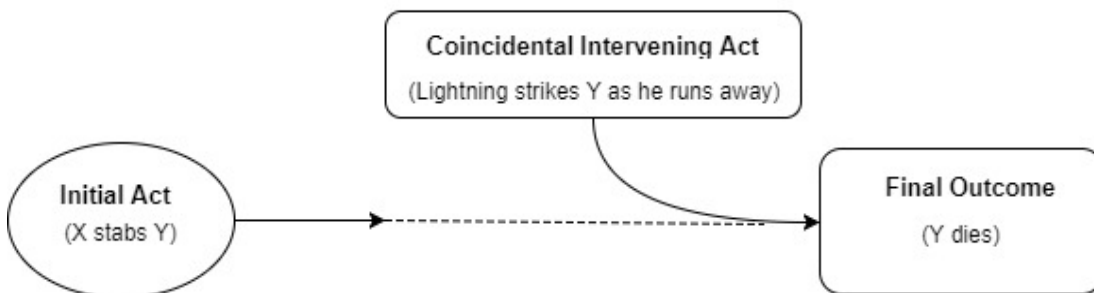 Coincidental Intervening Act
(Lightning strikes Y as he runs away)
Initial Act
(X stabs Y)
Final Outcome
(Y dies)